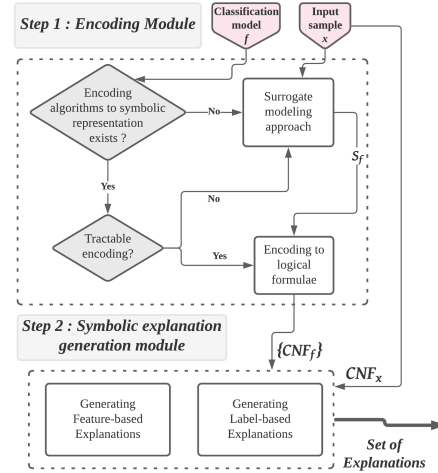 Step 1 : Encoding Module
Classification
model
f
Input
sample
x
Encoding
algorithms to symbolic
representation
exists ?
No
Surrogate
modeling
approach
S_f
Yes
No
Tractable
encoding?
Yes
Encoding to
logical
formulae
Step 2 : Symbolic explanation
generation module
{CNF_f}
CNF_x
Generating
Feature-based
Explanations
Generating
Label-based
Explanations
Set of
Explanations